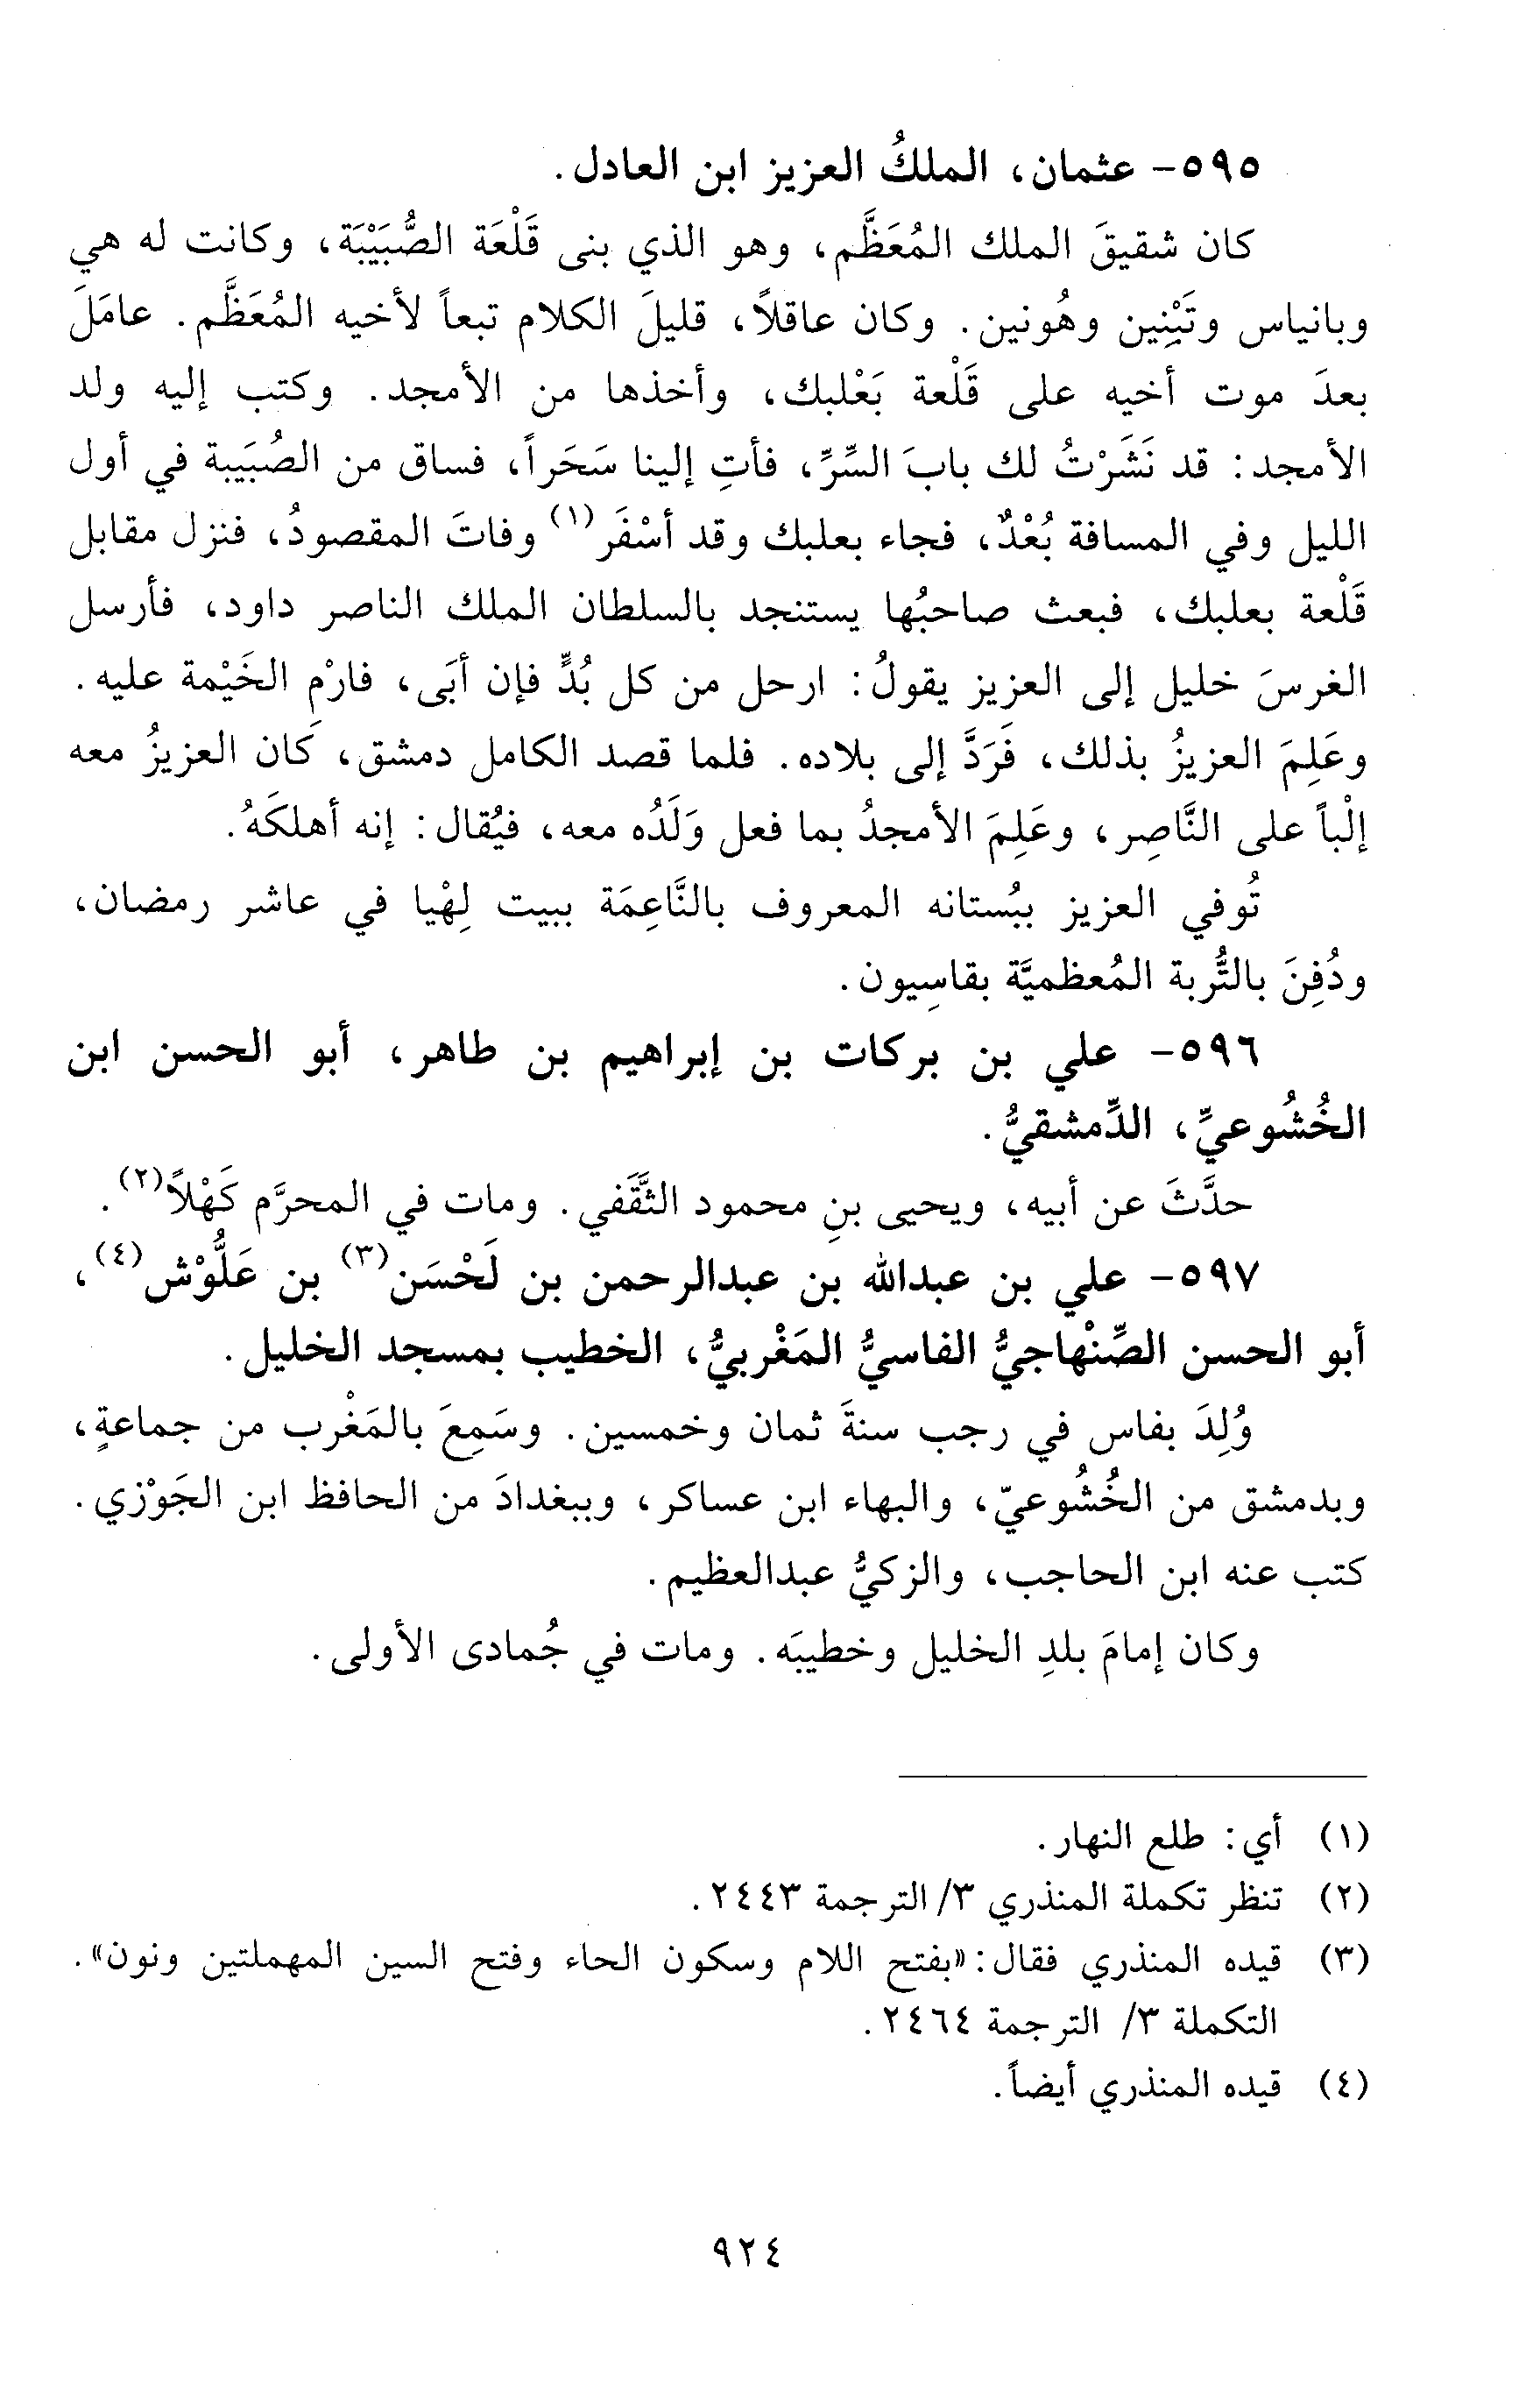 ٥٩٥- عثمان، الملكُ العزيز ابن العادل.
كان شقيقَ الملك المُعَظَّم، وهو الذي بنى قَلْعَة الصُّبَيْبَة، وكانت له هي
وبانياس وتَبْنِين وهُونين. وكان عاقلاً، قليلَ الكلام تبعاً لأخيه المُعَظَّم. عامَلَ
بعدَ موت أخيه على قَلْعة بَعْلبك، وأخذها من الأمجد. وكتب إليه ولد
الأمجد: قد نَشَرْتُ لك بابَ السِّرِّ، فأتِ إلينا سَحَراً، فساق من الصُبَيبة في أول
الليل وفي المسافة بُعْدٌ، فجاء بعلبك وقد أسْفَر(١) وفاتَ المقصودُ، فنزل مقابل
قَلْعة بعلبك، فبعث صاحبُها يستنجد بالسلطان الملك الناصر داود، فأرسل
الغرسَ خليل إلى العزيز يقولُ: ارحل من كل بُدٍّ فإن أبَى، فارْم الخَيْمة عليه.
وعَلِمَ العزيزُ بذلك، فَرَدَّ إلى بلاده. فلما قصد الكامل دمشق، كان العزيزُ معه
إلْباً على النَّاصِر، وعَلِمَ الأمجدُ بما فعل وَلَدُه معه، فيُقال: إنه أهلكَهُ.
تُوفي العزيز ببُستانه المعروف بالنَّاعِمَة ببيت لِهْيا في عاشر رمضان،
ودُفِنَ بالتُّربة المُعظميَّة بقاسِيون.
٥٩٦- علي بن بركات بن إبراهيم بن طاهر، أبو الحسن ابن
الخُشُوعيِّ، الدِّمشقيُّ.
حدَّثَ عن أبيه، ويحيى بنِ محمود الثَّقَفي. ومات في المحرَّم كَهْلاً(٢).
٥٩٧- علي بن عبدالله بن عبدالرحمن بن لَحْسَن(٣) بن عَلُّوْش(٤)،
أبو الحسن الصِّنْهاجيُّ الفاسيُّ المَغْربيُّ، الخطيب بمسجد الخليل.
وُلِدَ بفاس في رجب سنةَ ثمان وخمسين. وسَمِعَ بالمَغْرب من جماعةٍ،
وبدمشق من الخُشُوعيّ، والبهاء ابن عساكر، وببغدادَ من الحافظ ابن الجَوْزي.
كتب عنه ابن الحاجب، والزكيُّ عبدالعظيم.
وكان إمامَ بلدِ الخليل وخطيبَه. ومات في جُمادى الأولى.
(١) أي: طلع النهار.
(٢) تنظر تكملة المنذري ٣/ الترجمة ٢٤٤٣.
(٣) قيده المنذري فقال: «بفتح اللام وسكون الحاء وفتح السين المهملتين ونون».
التكملة ٣/ الترجمة ٢٤٦٤.
(٤) قيده المنذري أيضاً.
٩٢٤